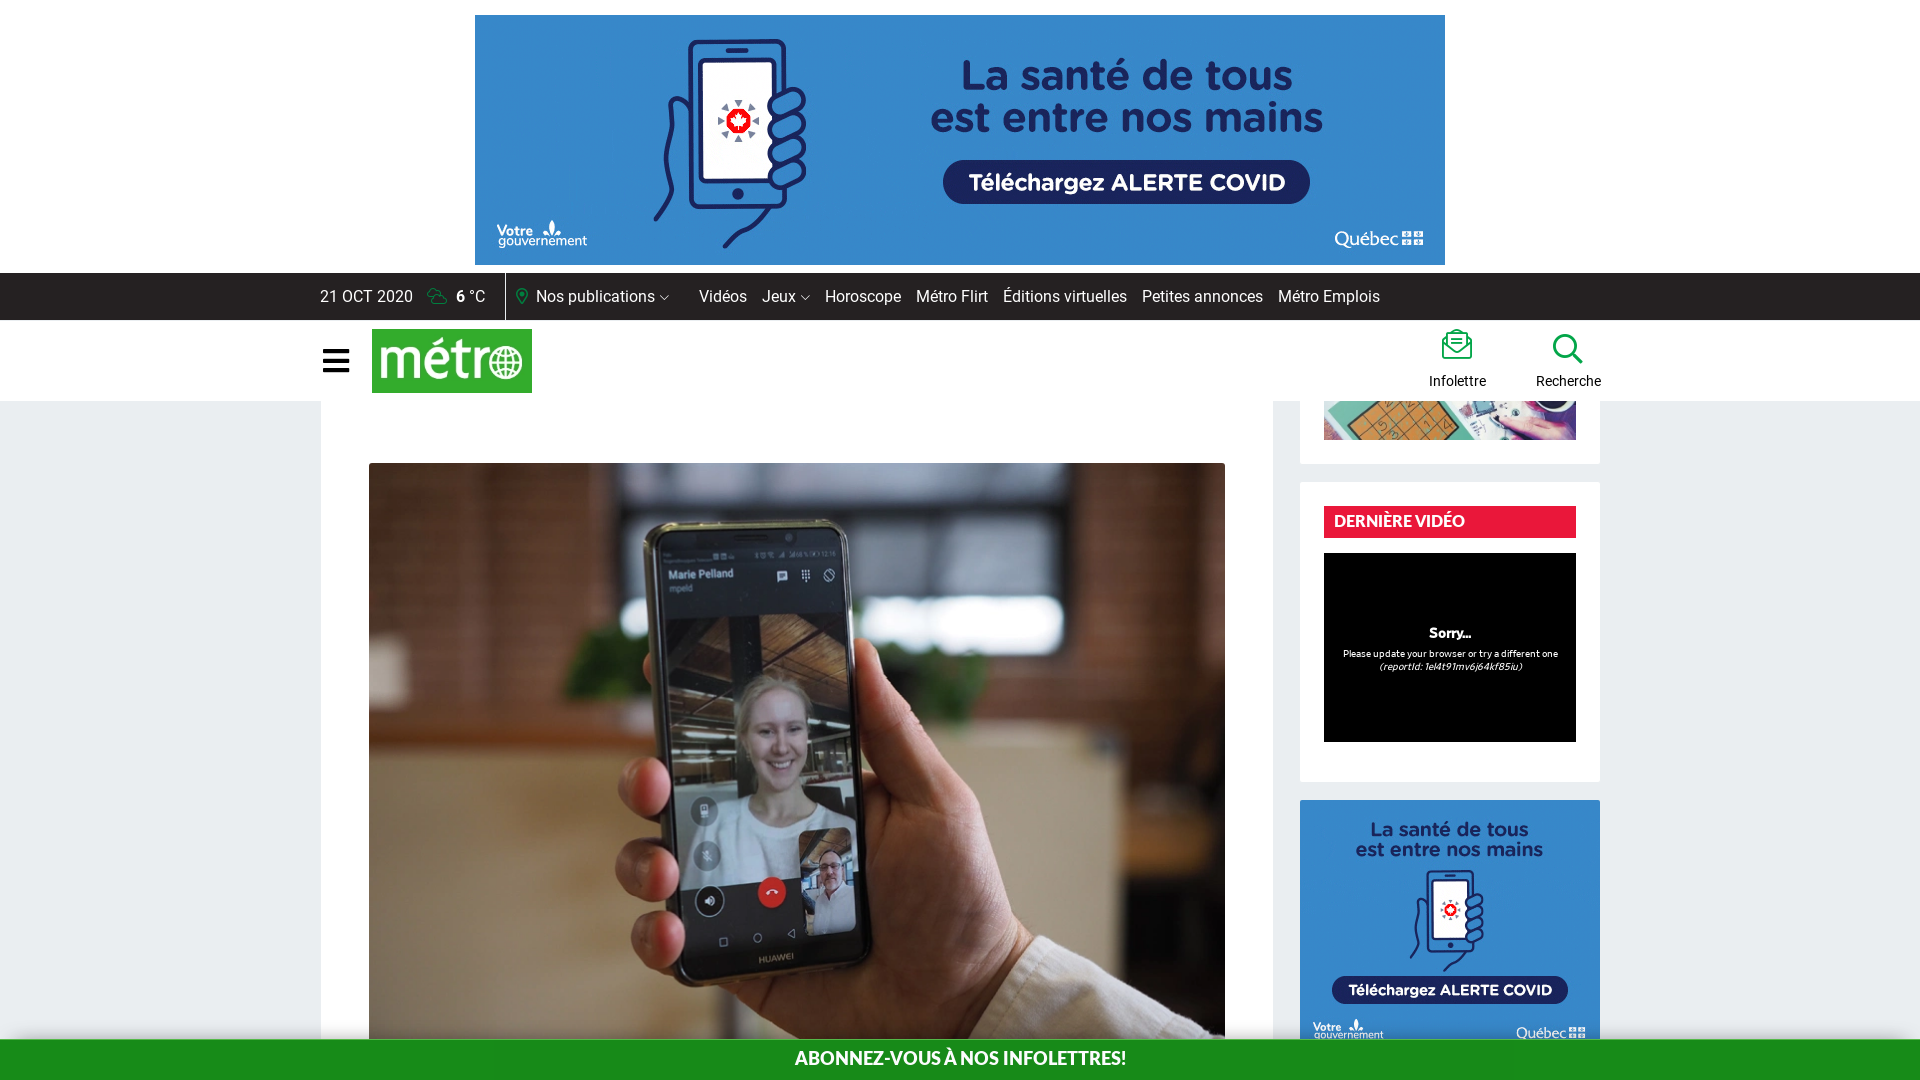 La santé de tous
est entre nos mains
Téléchargez ALERTE COVID
Votre
gouvernement
Québec
21 OCT 2020 6 °C Nos publications Vidéos Jeux Horoscope Métro Flirt Éditions virtuelles Petites annonces Métro Emplois
métro
Infolettre
Recherche
Marie Pelland
mpeld
HUAWEI
DERNIÈRE VIDÉO
Sorry...
Please update your browser or try a different one
(reportId: 1el4t91mv6j64kf85iu)
La santé de tous
est entre nos mains
Téléchargez ALERTE COVID
Votre
gouvernement
Québec
ABONNEZ-VOUS À NOS INFOLETTRES!